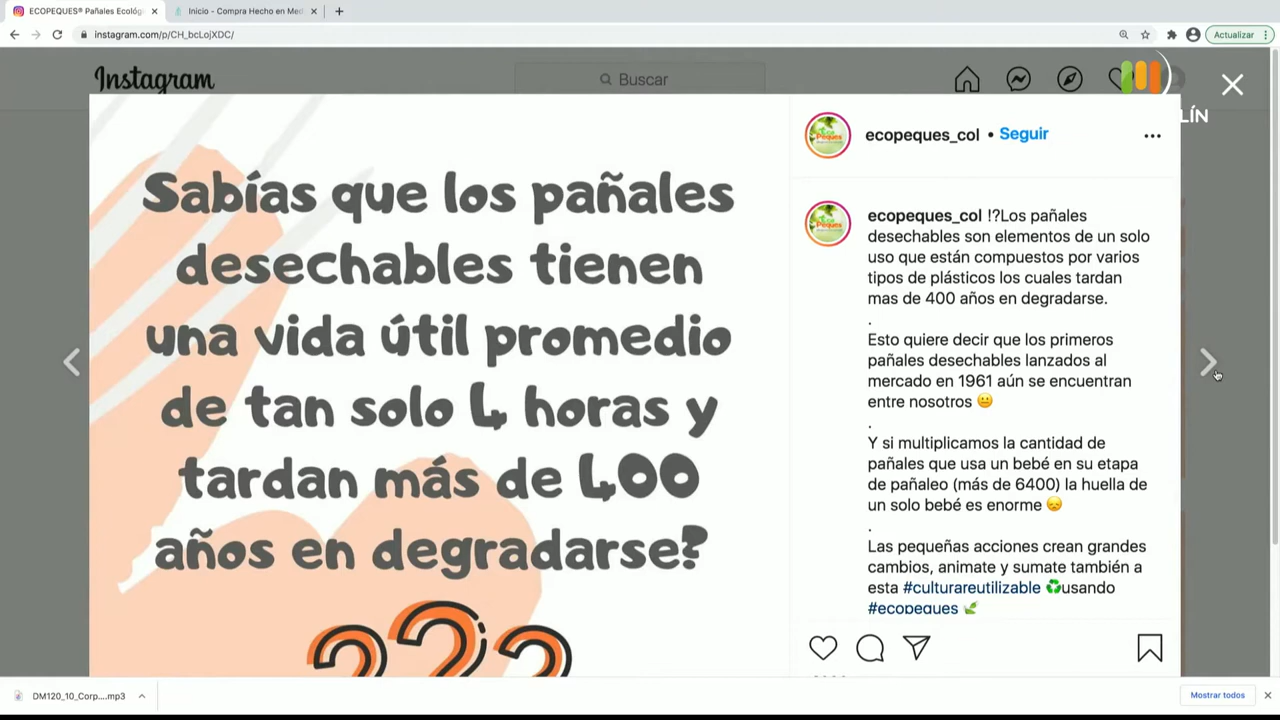 ECOPEQUES® Pañales Ecológ
Inicio - Compra Hecho en Med
instagram.com/p/CH_bcLojXDC/
Actualizar
Instagram
Buscar
LÍN
Sabías que los pañales
desechables tienen
una vida útil promedio
de tan solo 4 horas y
tardan más de 400
años en degradarse?
???
ecopeques_col • Seguir
ecopeques_col !?Los pañales
desechables son elementos de un solo
uso que están compuestos por varios
tipos de plásticos los cuales tardan
mas de 400 años en degradarse.
.
Esto quiere decir que los primeros
pañales desechables lanzados al
mercado en 1961 aún se encuentran
entre nosotros 😐
.
Y si multiplicamos la cantidad de
pañales que usa un bebé en su etapa
de pañaleo (más de 6400) la huella de
un solo bebé es enorme 😞
.
Las pequeñas acciones crean grandes
cambios, animate y sumate también a
esta #culturareutilizable ♻usando
#ecopeques 🌿
DM120_10_Corp....mp3
Mostrar todos